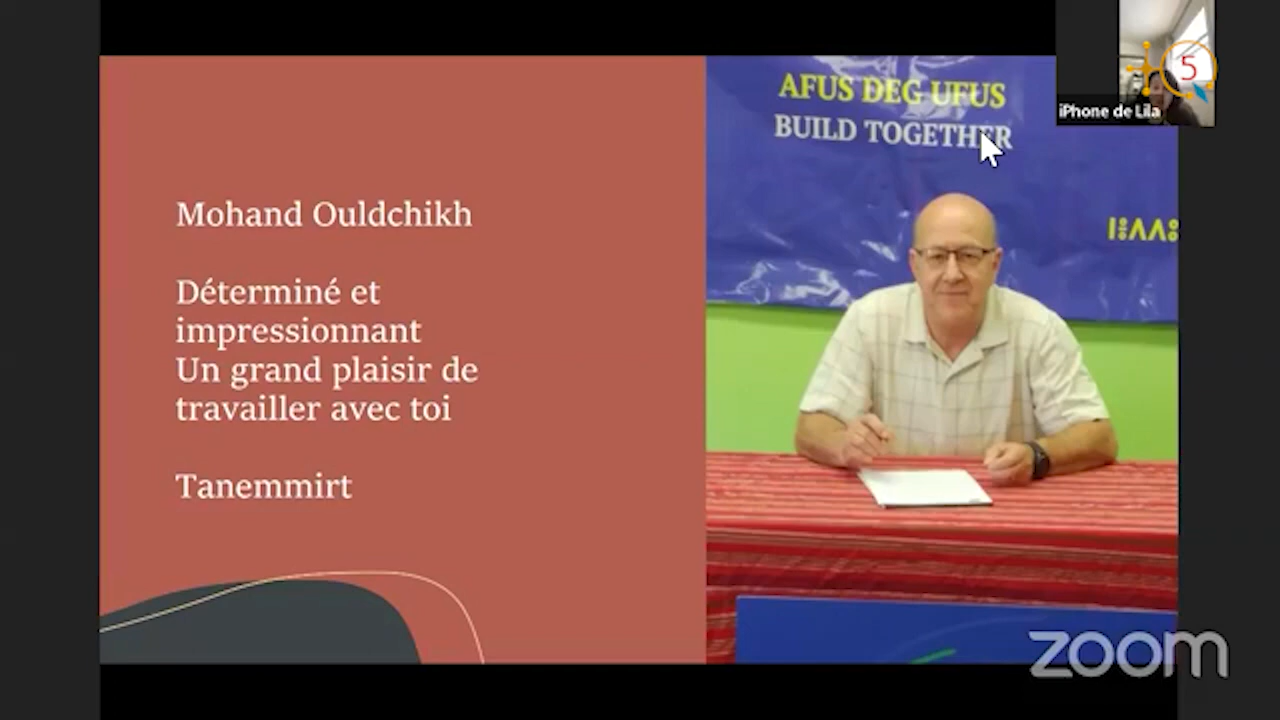 Mohand Ouldchikh
Déterminé et
impressionnant
Un grand plaisir de
travailler avec toi
Tanemmirt
AFUS DEG UFUS
BUILD TOGETHER
ⵏⵓⴷⴷⵓ
5
iPhone de Lila
zoom